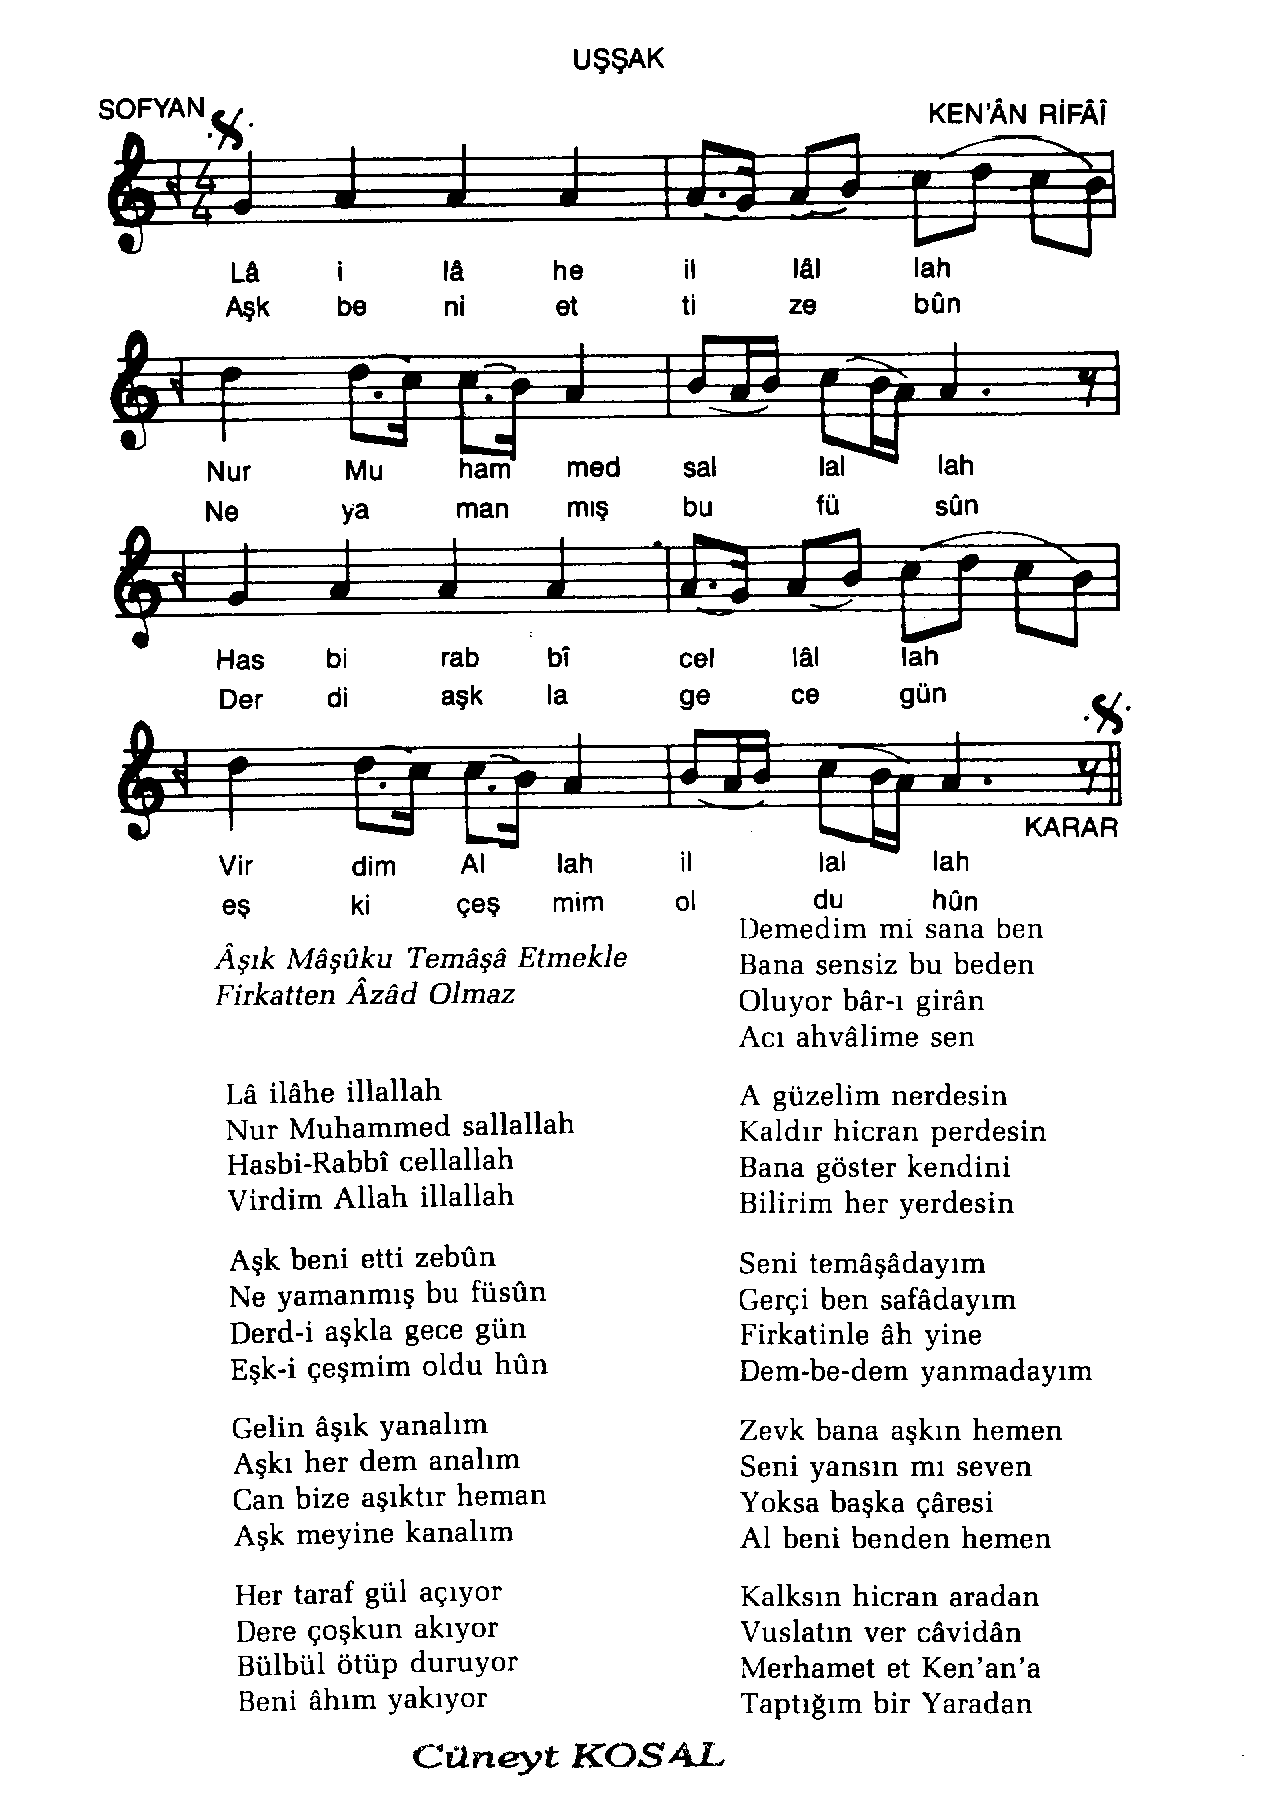 UŞŞAK
SOFYAN
KEN'ÂN RİFÂÎ
4
4
Lâ i lâ he il lâl lah
Aşk be ni et ti ze bûn
Nur Mu ham med sal lal lah
Ne ya man mış bu fü sûn
Has bi rab bî cel lâl lah
Der di aşk la ge ce gün
KARAR
Vir dim Al lah il lal lah
eş ki çeş mim ol du hûn
Âşık Mâşûku Temâşâ Etmekle
Firkatten Âzâd Olmaz
Lâ ilâhe illallah
Nur Muhammed sallallah
Hasbi-Rabbî cellallah
Virdim Allah illallah
Aşk beni etti zebûn
Ne yamanmış bu füsûn
Derd-i aşkla gece gün
Eşk-i çeşmim oldu hûn
Gelin âşık yanalım
Aşkı her dem analım
Can bize aşıktır heman
Aşk meyine kanalım
Her taraf gül açıyor
Dere çoşkun akıyor
Bülbül ötüp duruyor
Beni âhım yakıyor
Demedim mi sana ben
Bana sensiz bu beden
Oluyor bâr-ı girân
Acı ahvâlime sen
A güzelim nerdesin
Kaldır hicran perdesin
Bana göster kendini
Bilirim her yerdesin
Seni temâşâdayım
Gerçi ben safâdayım
Firkatinle âh yine
Dem-be-dem yanmadayım
Zevk bana aşkın hemen
Seni yansın mı seven
Yoksa başka çâresi
Al beni benden hemen
Kalksın hicran aradan
Vuslatın ver câvidân
Merhamet et Ken'an'a
Taptığım bir Yaradan
Cüneyt KOSAL